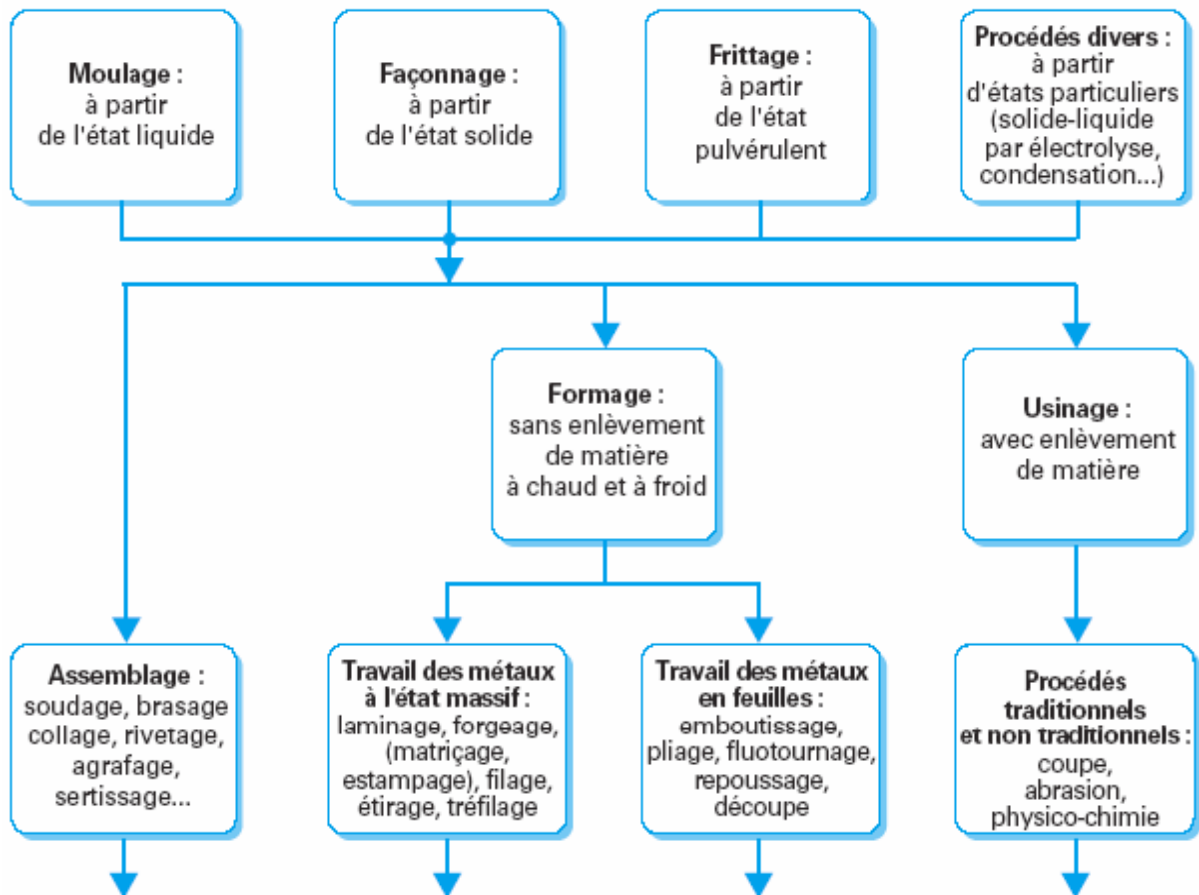 Moulage :
à partir
de l'état liquide
Façonnage :
à partir
de l'état solide
Frittage :
à partir
de l'état
pulvérulent
Procédés divers :
à partir
d'états particuliers
(solide-liquide
par électrolyse,
condensation...)
Formage :
sans enlèvement
de matière
à chaud et à froid
Usinage :
avec enlèvement
de matière
Assemblage :
soudage, brasage
collage, rivetage,
agrafage,
sertissage...
Travail des métaux
à l'état massif :
laminage, forgeage,
(matriçage,
estampage), filage,
étirage, tréfilage
Travail des métaux
en feuilles :
emboutissage,
pliage, fluotournage,
repoussage,
découpe
Procédés
traditionnels
et non traditionnels :
coupe,
abrasion,
physico-chimie